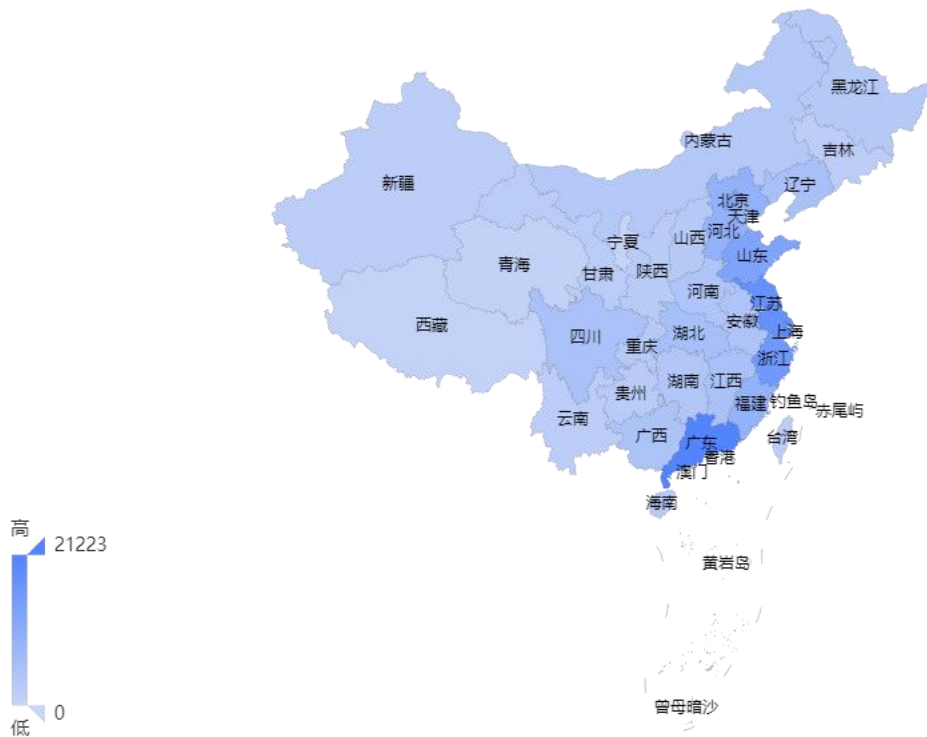 黑龙江
内蒙古
吉林
新疆
辽宁
北京
天津
河北
山西
宁夏
山东
青海
甘肃
陕西
河南
江苏
西藏
安徽
上海
四川
湖北
重庆
浙江
湖南
江西
贵州
福建
钓鱼岛
赤尾屿
云南
广西
广东
台湾
香港
澳门
海南
高
21223
黄岩岛
曾母暗沙
0
低